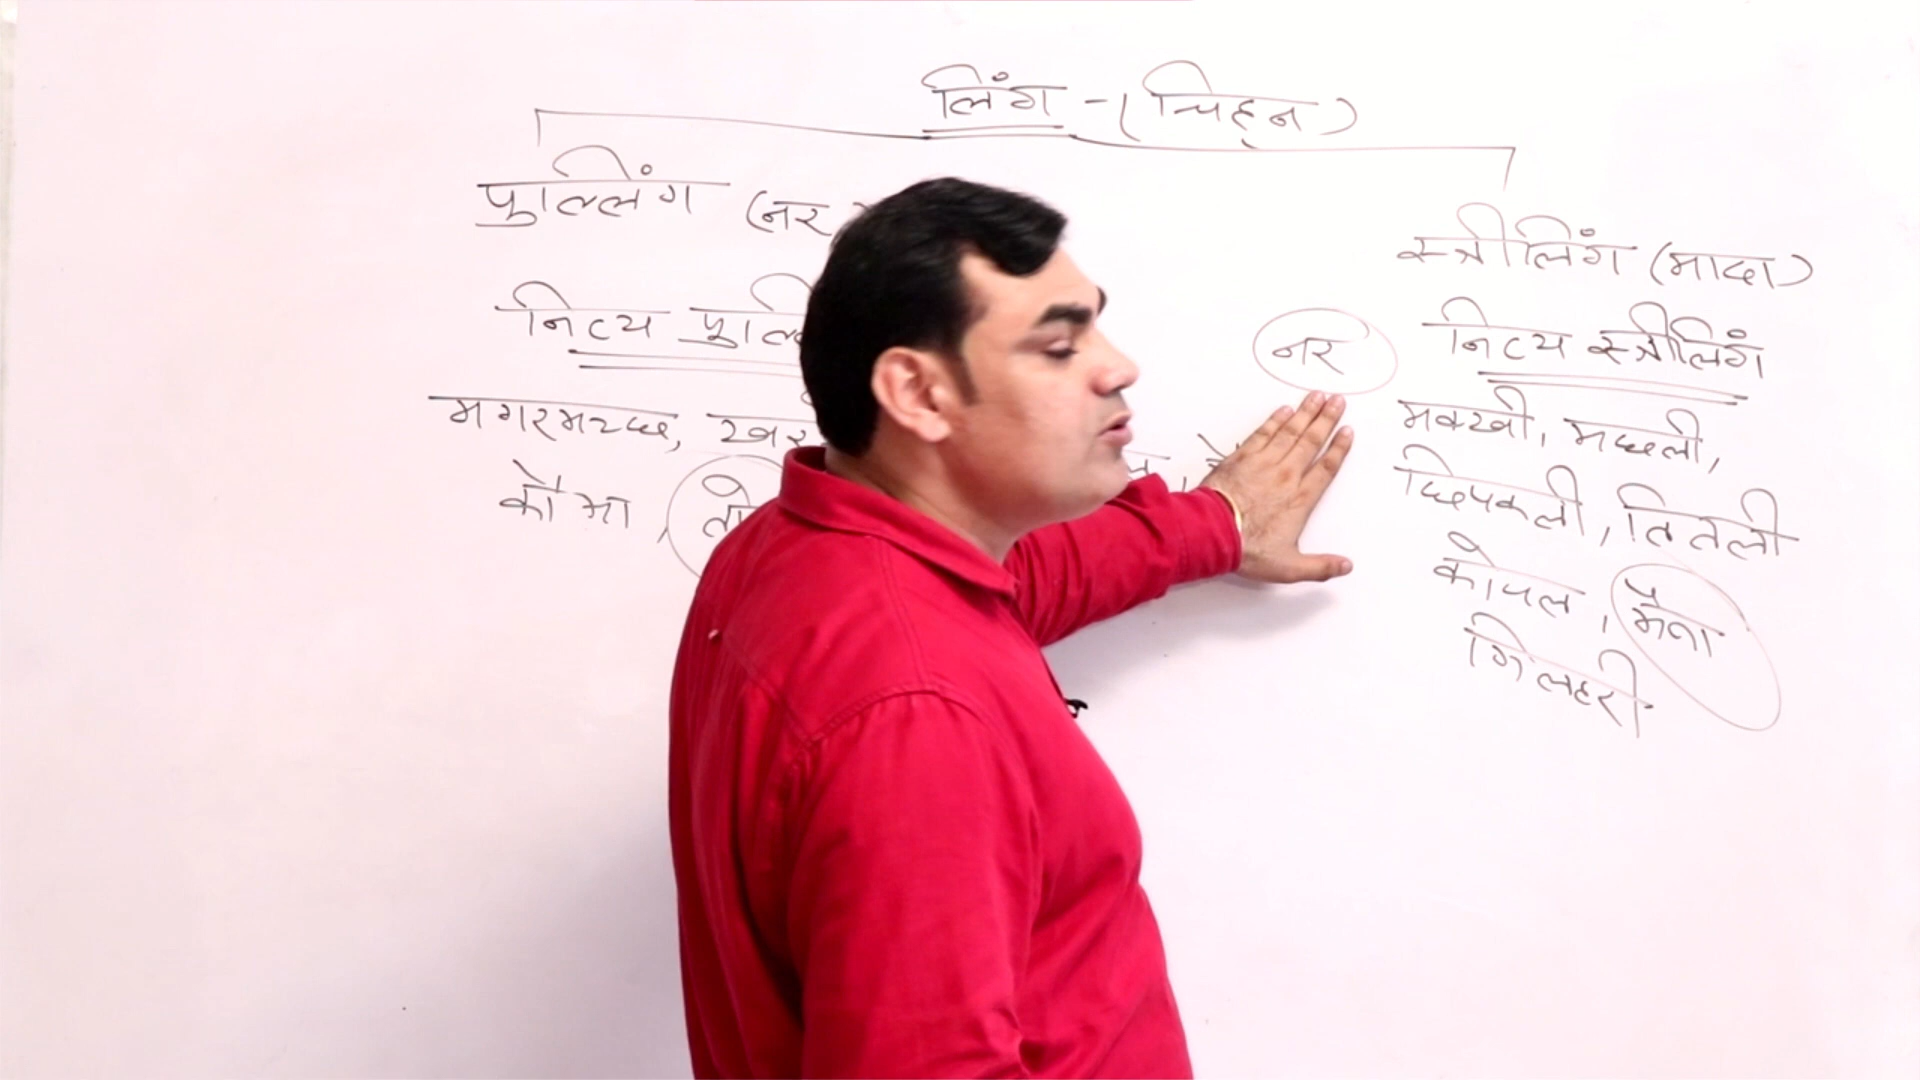 लिंग - (चिह्न)
पुल्लिंग (नर
स्त्रीलिंग (मादा)
नित्य
नर
नित्य स्त्रीलिंग
मगरमच्छ,
मक्खी, मछली,
कौआ,
छिपकली, तितली
कोयल, मैना
गिलहरी